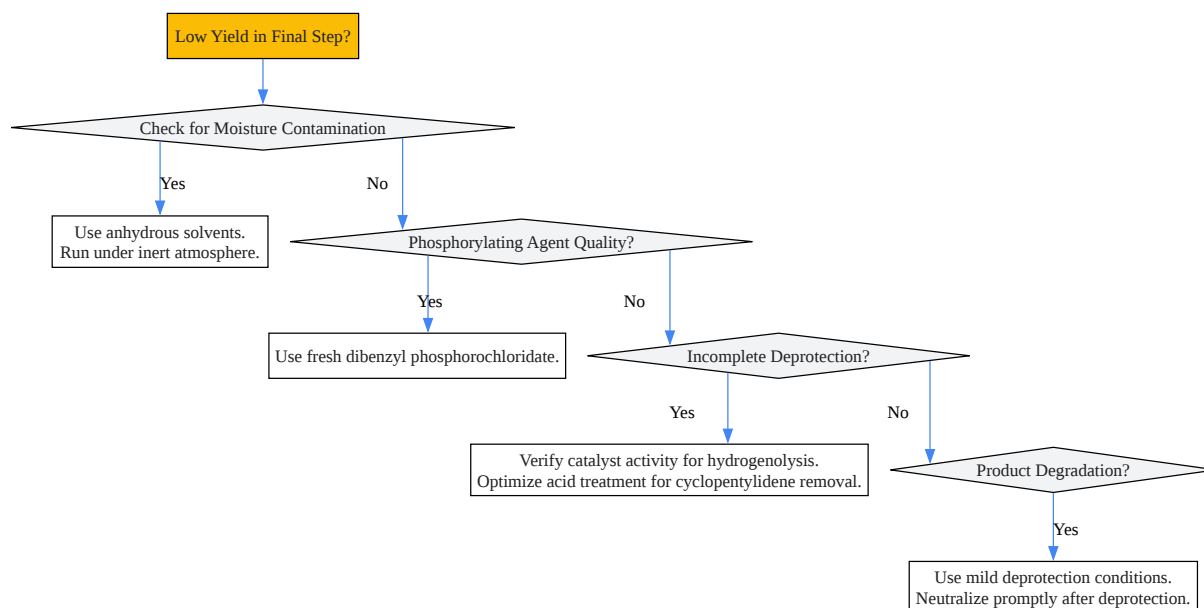 Low Yield in Final Step?
Check for Moisture Contamination
Yes
No
Use anhydrous solvents.
Run under inert atmosphere.
Phosphorylating Agent Quality?
Yes
No
Use fresh dibenzyl phosphorochloridate.
Incomplete Deprotection?
Yes
No
Verify catalyst activity for hydrogenolysis.
Optimize acid treatment for cyclopentylidene removal.
Product Degradation?
Yes
Use mild deprotection conditions.
Neutralize promptly after deprotection.